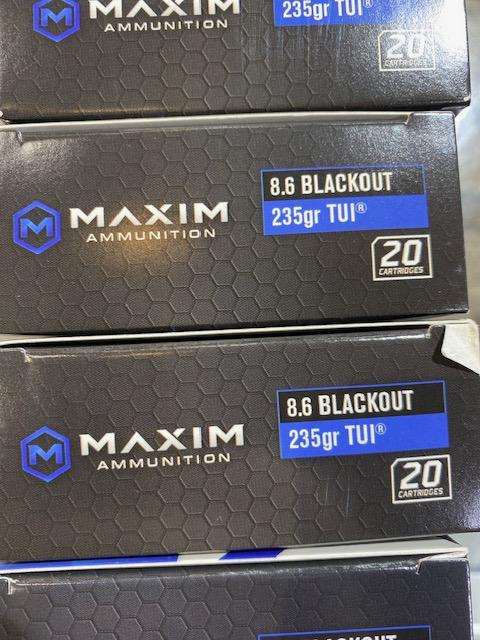 MAXIM
AMMUNITION
235gr TUI®
20
CARTRIDGES
M
MAXIM
AMMUNITION
8.6 BLACKOUT
235gr TUI®
20
CARTRIDGES
M
MAXIM
AMMUNITION
8.6 BLACKOUT
235gr TUI®
20
CARTRIDGES